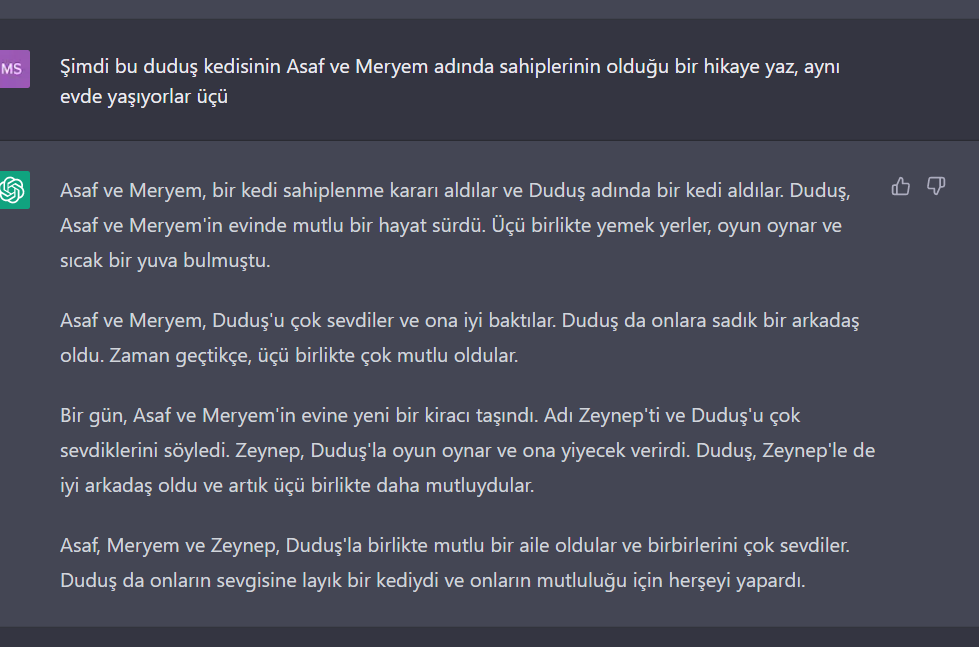 MS
Şimdi bu duduş kedisinin Asaf ve Meryem adında sahiplerinin olduğu bir hikaye yaz, aynı
evde yaşıyorlar üçü
Asaf ve Meryem, bir kedi sahiplenme kararı aldılar ve Duduş adında bir kedi aldılar. Duduş,
Asaf ve Meryem'in evinde mutlu bir hayat sürdü. Üçü birlikte yemek yerler, oyun oynar ve
sıcak bir yuva bulmuştu.
Asaf ve Meryem, Duduş'u çok sevdiler ve ona iyi baktılar. Duduş da onlara sadık bir arkadaş
oldu. Zaman geçtikçe, üçü birlikte çok mutlu oldular.
Bir gün, Asaf ve Meryem'in evine yeni bir kiracı taşındı. Adı Zeynep'ti ve Duduş'u çok
sevdiklerini söyledi. Zeynep, Duduş'la oyun oynar ve ona yiyecek verirdi. Duduş, Zeynep'le de
iyi arkadaş oldu ve artık üçü birlikte daha mutluydular.
Asaf, Meryem ve Zeynep, Duduş'la birlikte mutlu bir aile oldular ve birbirlerini çok sevdiler.
Duduş da onların sevgisine layık bir kediydi ve onların mutluluğu için herşeyi yapardı.